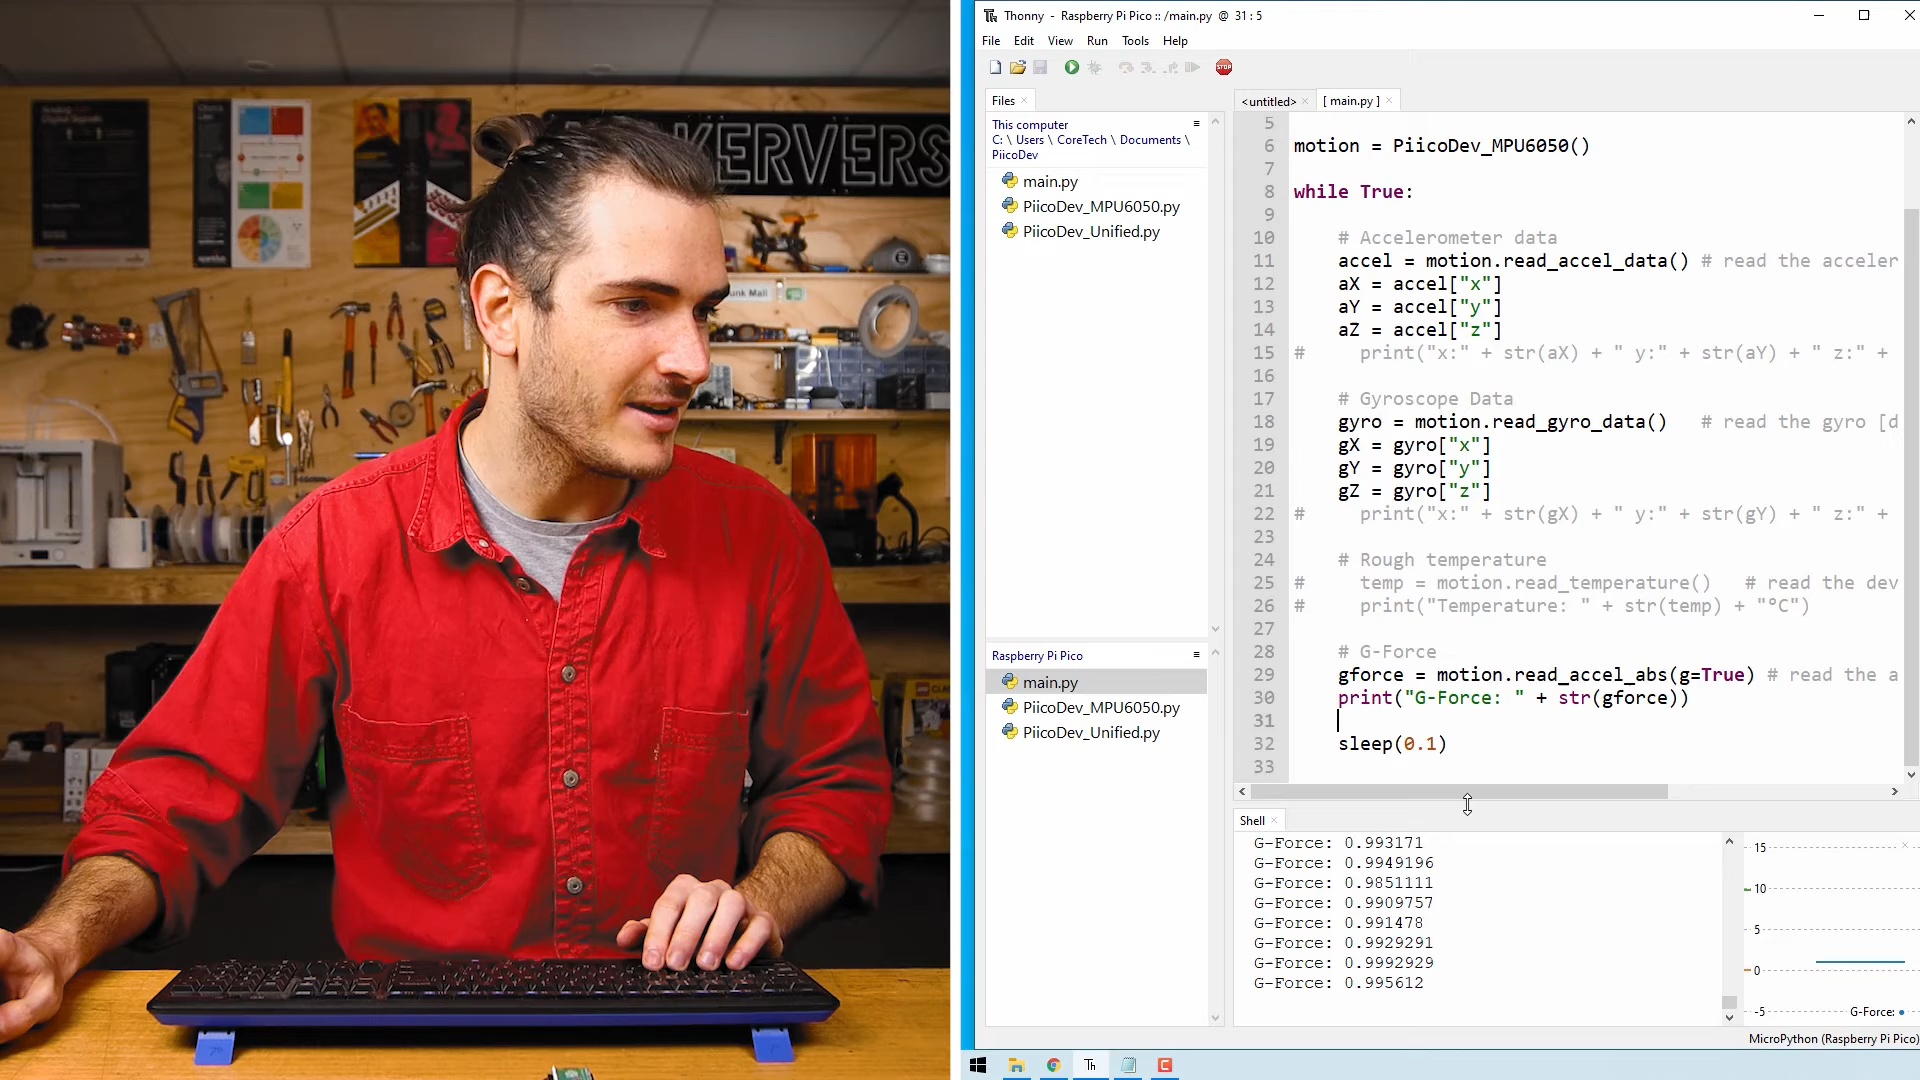 KERVERS
unk Mail
Thonny - Raspberry Pi Pico :: /main.py @ 31 : 5
File Edit View Run Tools Help
STOP
Files
This computer
C: \ Users \ CoreTech \ Documents \
PiicoDev
main.py
PiicoDev_MPU6050.py
PiicoDev_Unified.py
Raspberry Pi Pico
main.py
PiicoDev_MPU6050.py
PiicoDev_Unified.py
<untitled> [ main.py ]
5
6 motion = PiicoDev_MPU6050()
7
8 while True:
9
10 # Accelerometer data
11 accel = motion.read_accel_data() # read the acceler
12 aX = accel["x"]
13 aY = accel["y"]
14 aZ = accel["z"]
15 # print("x:" + str(aX) + " y:" + str(aY) + " z:" +
16
17 # Gyroscope Data
18 gyro = motion.read_gyro_data() # read the gyro [d
19 gX = gyro["x"]
20 gY = gyro["y"]
21 gZ = gyro["z"]
22 # print("x:" + str(gX) + " y:" + str(gY) + " z:" +
23
24 # Rough temperature
25 # temp = motion.read_temperature() # read the dev
26 # print("Temperature: " + str(temp) + "°C")
27
28 # G-Force
29 gforce = motion.read_accel_abs(g=True) # read the a
30 print("G-Force: " + str(gforce))
31
32 sleep(0.1)
33
Shell
G-Force: 0.993171
G-Force: 0.9949196
G-Force: 0.9851111
G-Force: 0.9909757
G-Force: 0.991478
G-Force: 0.9929291
G-Force: 0.9992929
G-Force: 0.995612
15
10
5
0
-5
G-Force:
MicroPython (Raspberry Pi Pico)
Th